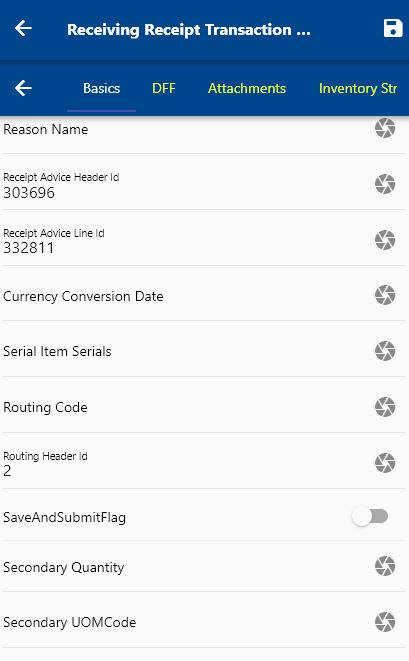 Receiving Receipt Transaction ...
Basics
DFF
Attachments
Inventory Str
Reason Name
Receipt Advice Header Id
303696
Receipt Advice Line Id
332811
Currency Conversion Date
Serial Item Serials
Routing Code
Routing Header Id
2
SaveAndSubmitFlag
Secondary Quantity
Secondary UOMCode